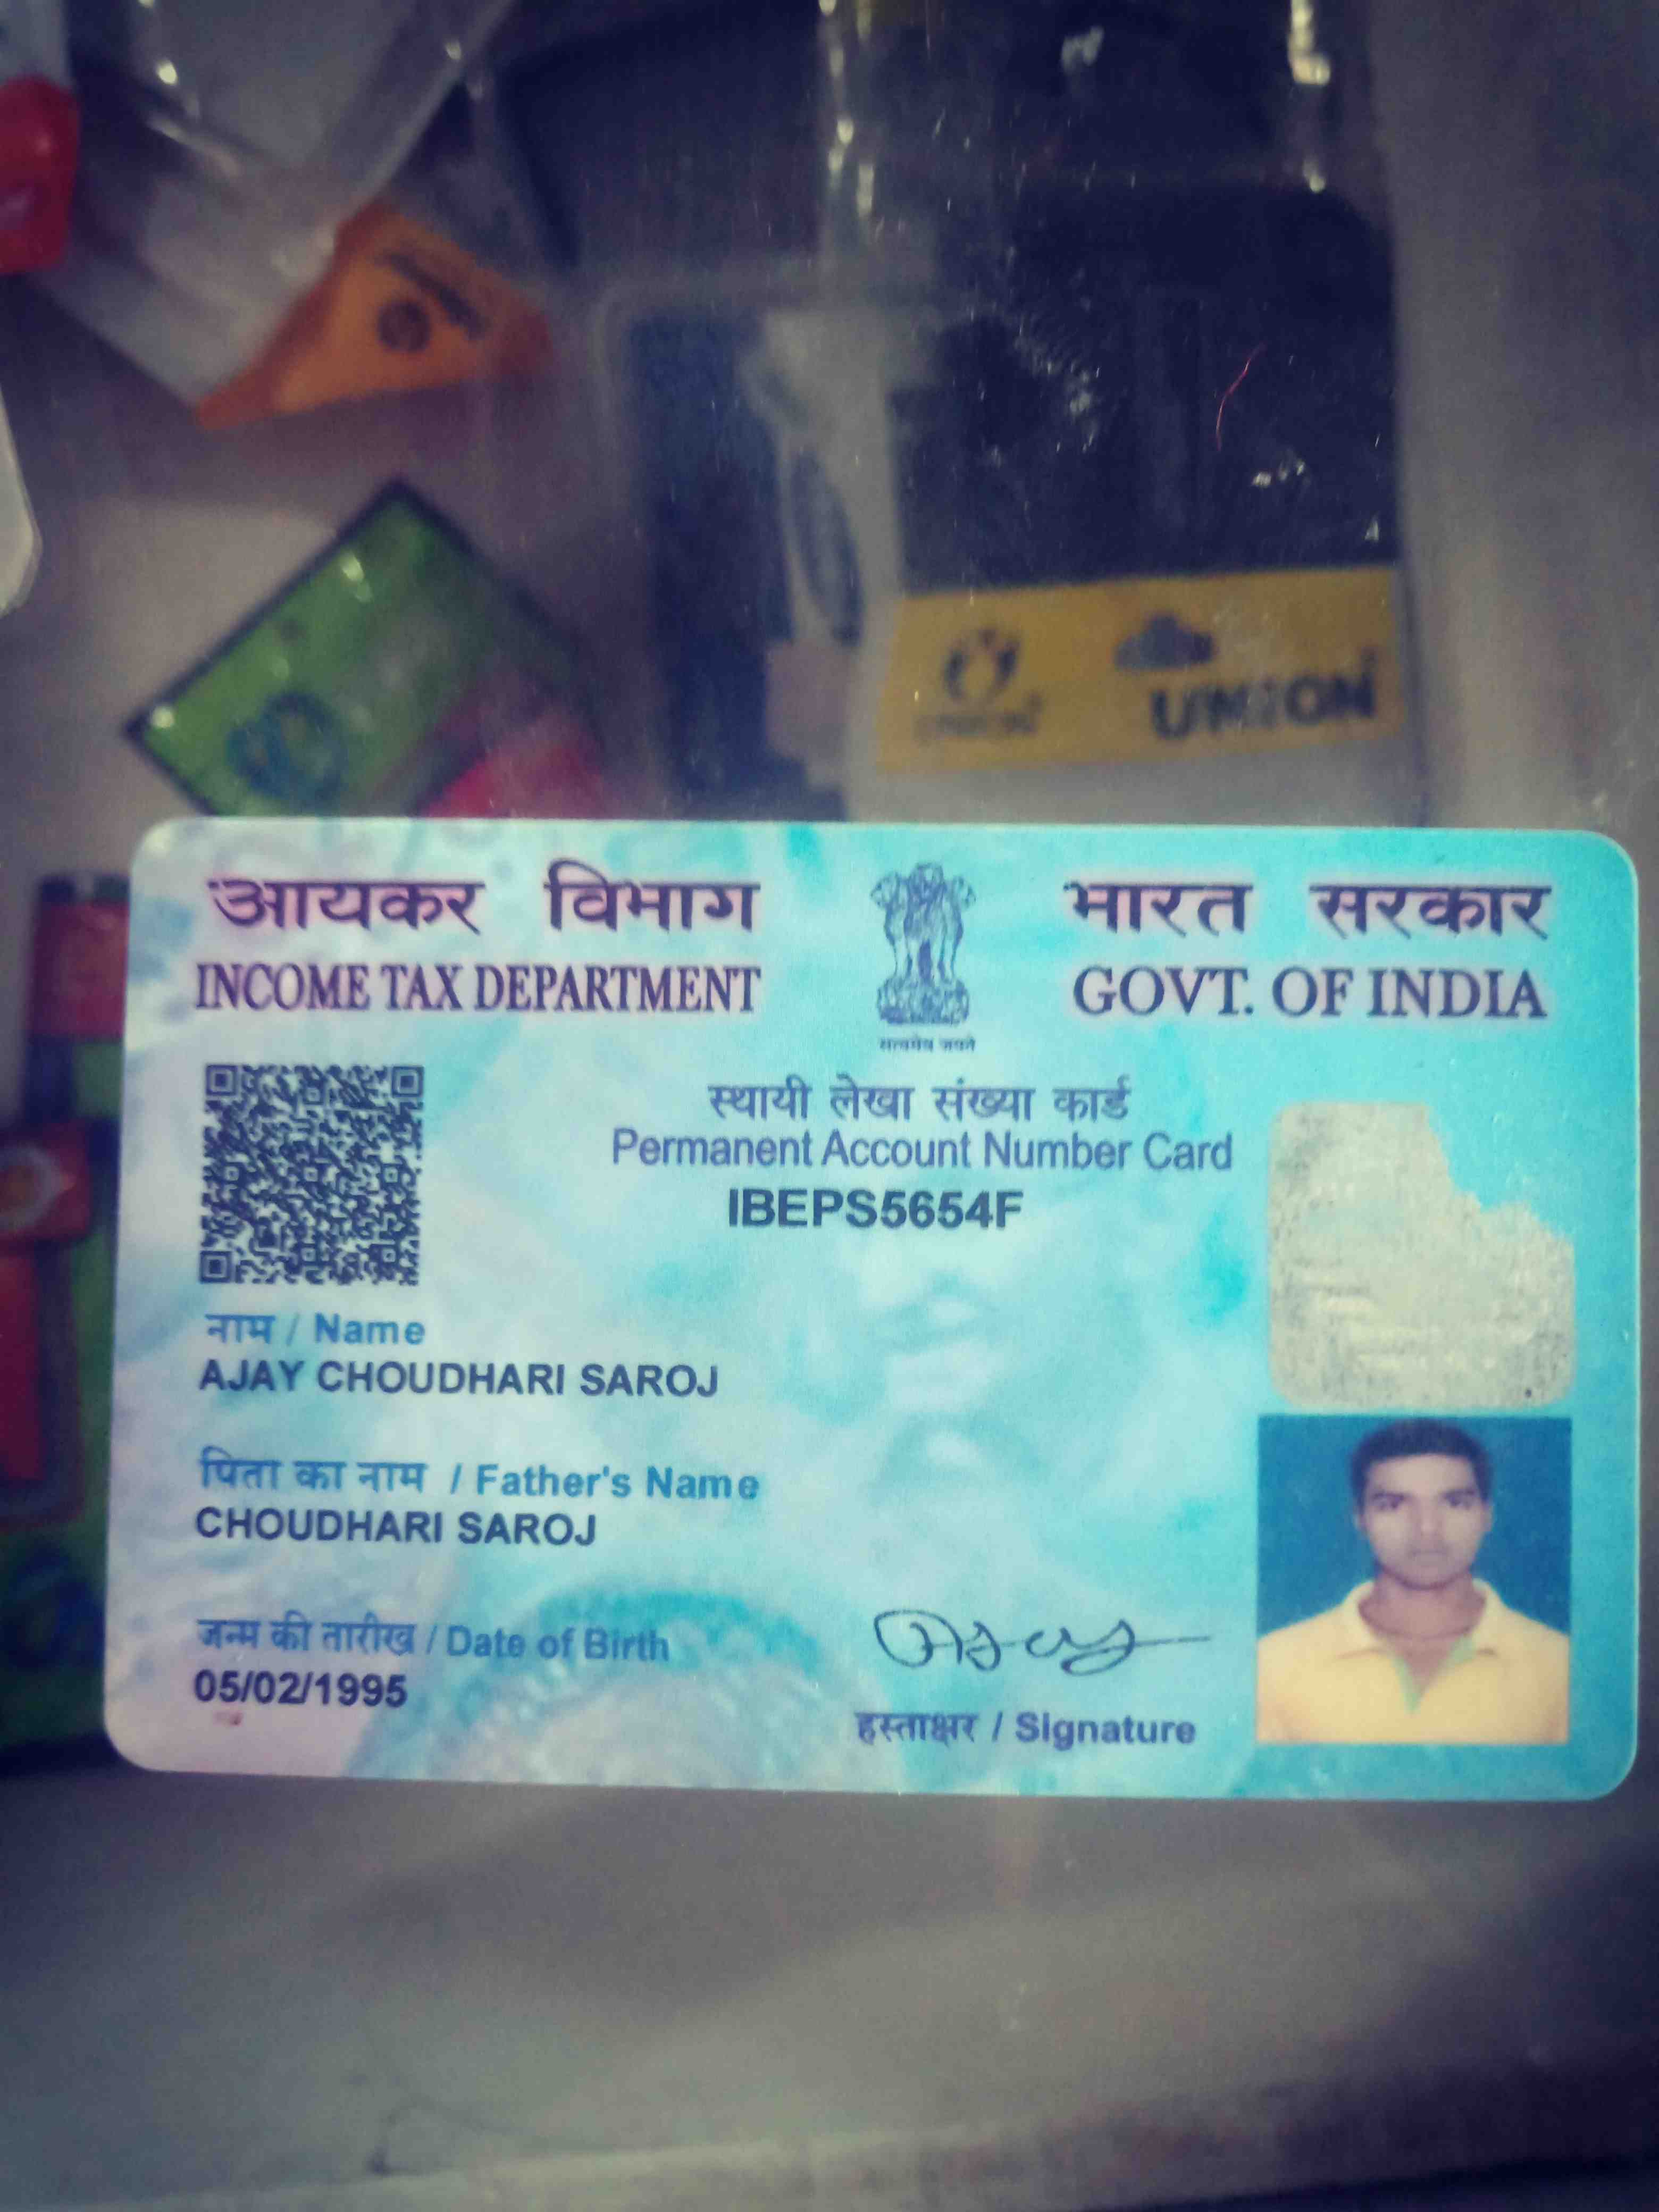 UNION
आयकर विभाग
INCOME TAX DEPARTMENT
सत्यमेव जयते
भारत सरकार
GOVT. OF INDIA
स्थायी लेखा संख्या कार्ड
Permanent Account Number Card
IBEPS5654F
नाम / Name
AJAY CHOUDHARI SAROJ
पिता का नाम / Father's Name
CHOUDHARI SAROJ
जन्म की तारीख / Date of Birth
05/02/1995
हस्ताक्षर / Signature